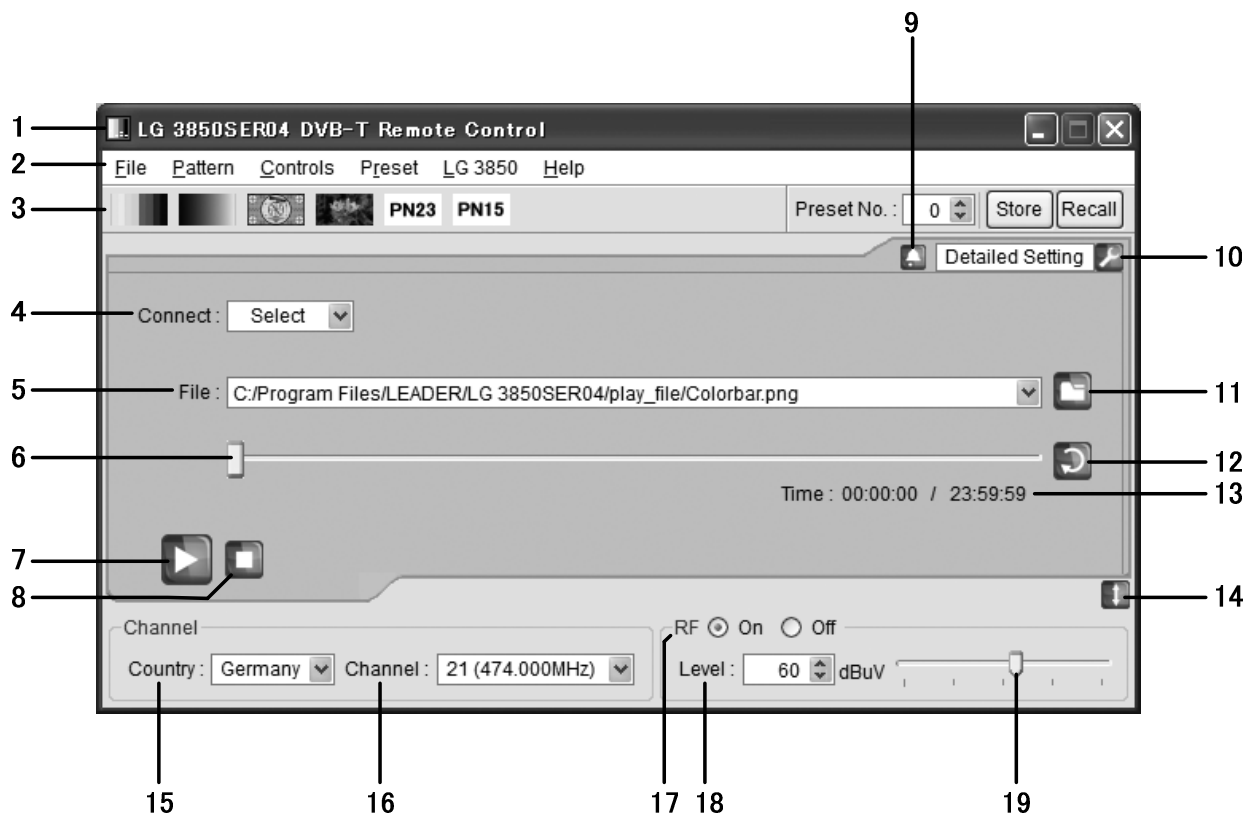 9
1 LG 3850SER04 DVB-T Remote Control
2 File Pattern Controls Preset LG 3850 Help
3 PN23 PN15 Preset No. : 0 Store Recall
Detailed Setting 10
4 Connect : Select
5 File : C:/Program Files/LEADER/LG 3850SER04/play_file/Colorbar.png 11
6 12
Time : 00:00:00 / 23:59:59 13
7
8 14
Channel RF On Off
Country : Germany Channel : 21 (474.000MHz) Level : 60 dBuV
15 16 17 18 19